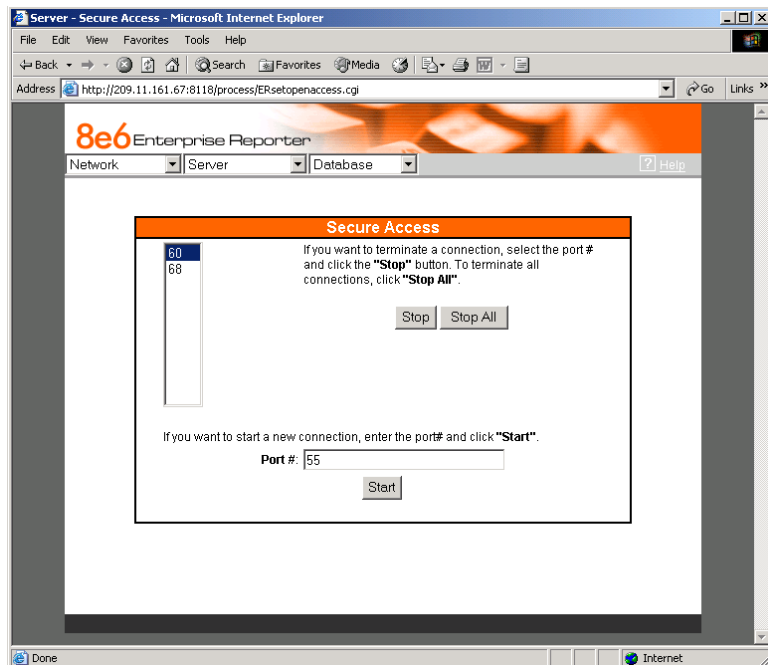 Server - Secure Access - Microsoft Internet Explorer
File Edit View Favorites Tools Help
Back Search Favorites Media
Address http://209.11.161.67:8118/process/ERsetopenaccess.cgi Go Links »
8e6 Enterprise Reporter
Network Server Database ? Help
Secure Access
60
68
If you want to terminate a connection, select the port #
and click the "Stop" button. To terminate all
connections, click "Stop All".
Stop Stop All
If you want to start a new connection, enter the port# and click "Start".
Port #: 55
Start
Done Internet